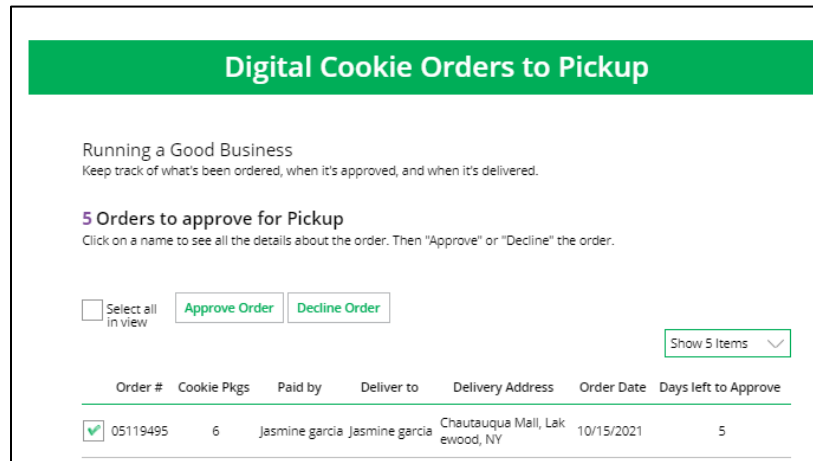 Digital Cookie Orders to Pickup
Running a Good Business
Keep track of what's been ordered, when it's approved, and when it's delivered.
5 Orders to approve for Pickup
Click on a name to see all the details about the order. Then "Approve" or "Decline" the order.
Select all
in view
Approve Order
Decline Order
Show 5 Items
Order # Cookie Pkgs Paid by Deliver to Delivery Address Order Date Days left to Approve
05119495 6 Jasmine garcia Jasmine garcia Chautauqua Mall, Lak 10/15/2021 5
ewood, NY